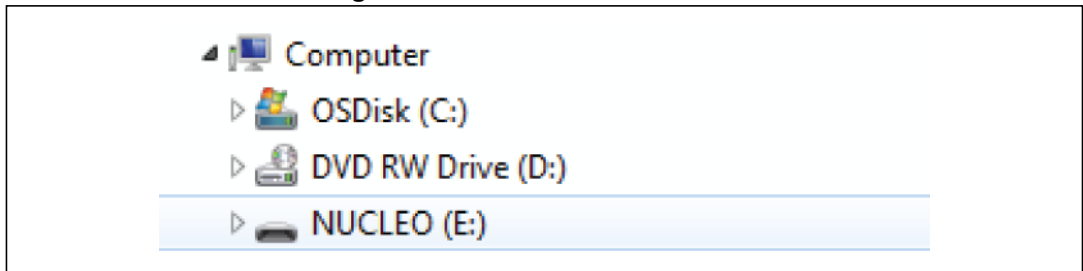 Computer
OSDisk (C:)
DVD RW Drive (D:)
NUCLEO (E:)